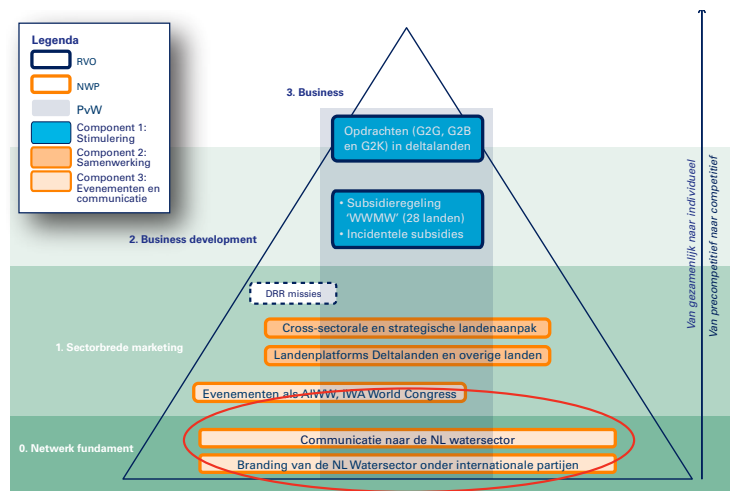 Legenda
RVO
NWP
PvW
Component 1:
Stimulering
Component 2:
Samenwerking
Component 3:
Evenementen en
communicatie
3. Business
Opdrachten (G2G, G2B
en G2K) in deltalanden
• Subsidieregeling
'WWMW' (28 landen)
• Incidentele subsidies
2. Business development
DRR missies
Cross-sectorale en strategische landenaanpak
1. Sectorbrede marketing
Landenplatforms Deltalanden en overige landen
Evenementen als AIWW, IWA World Congress
Communicatie naar de NL watersector
0. Netwerk fundament
Branding van de NL Watersector onder internationale partijen
Van gezamenlijk naar individueel
Van precompetitief naar competitief